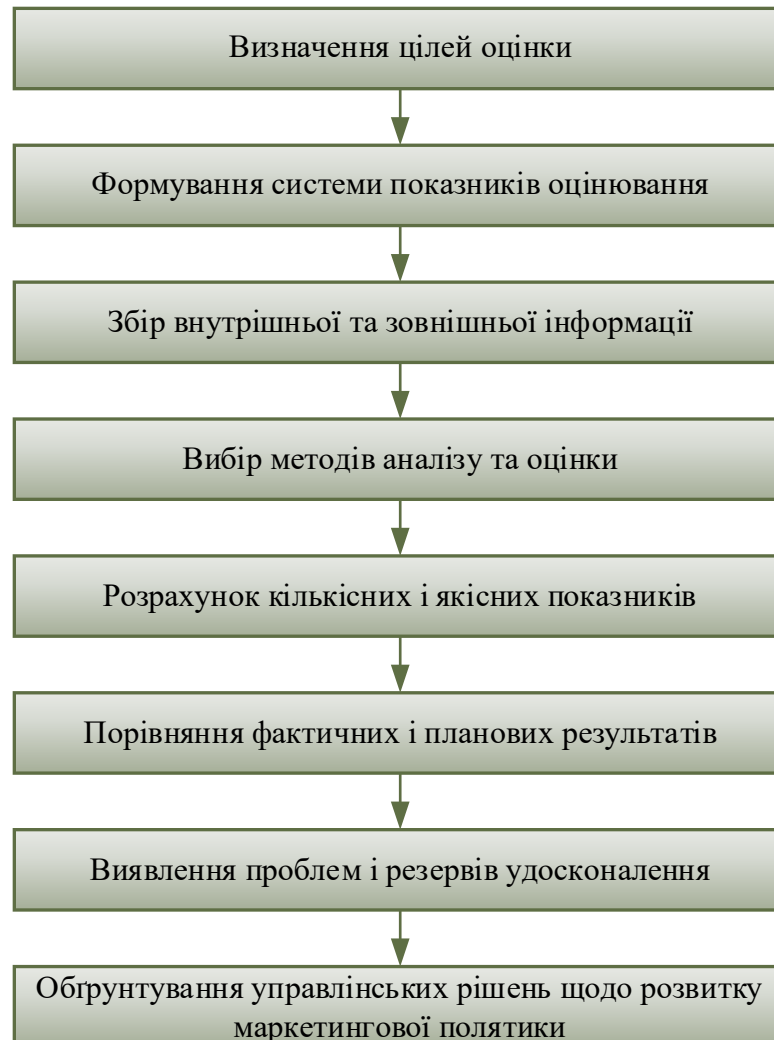 Визначення цілей оцінки
Формування системи показників оцінювання
Збір внутрішньої та зовнішньої інформації
Вибір методів аналізу та оцінки
Розрахунок кількісних і якісних показників
Порівняння фактичних і планових результатів
Виявлення проблем і резервів удосконалення
Обґрунтування управлінських рішень щодо розвитку
маркетингової полятики